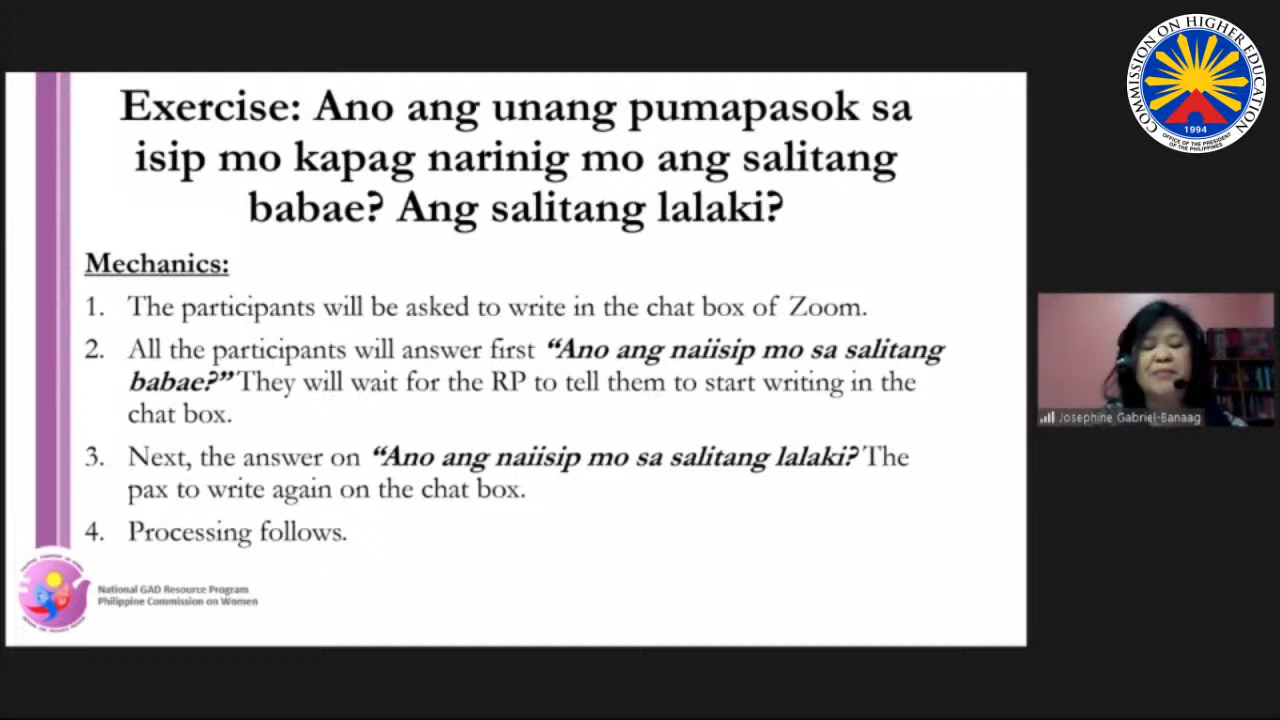 Exercise: Ano ang unang pumapasok sa
isip mo kapag narinig mo ang salitang
babae? Ang salitang lalaki?
Mechanics:
1. The participants will be asked to write in the chat box of Zoom.
2. All the participants will answer first “Ano ang naiisip mo sa salitang
babae?” They will wait for the RP to tell them to start writing in the
chat box.
3. Next, the answer on “Ano ang naiisip mo sa salitang lalaki? The
pax to write again on the chat box.
4. Processing follows.
National GAD Resource Program
Philippine Commission on Women
COMMISSION ON HIGHER EDUCATION
1994
OFFICE OF THE PRESIDENT
OF THE PHILIPPINES
Josephine Gabriel-Banaag